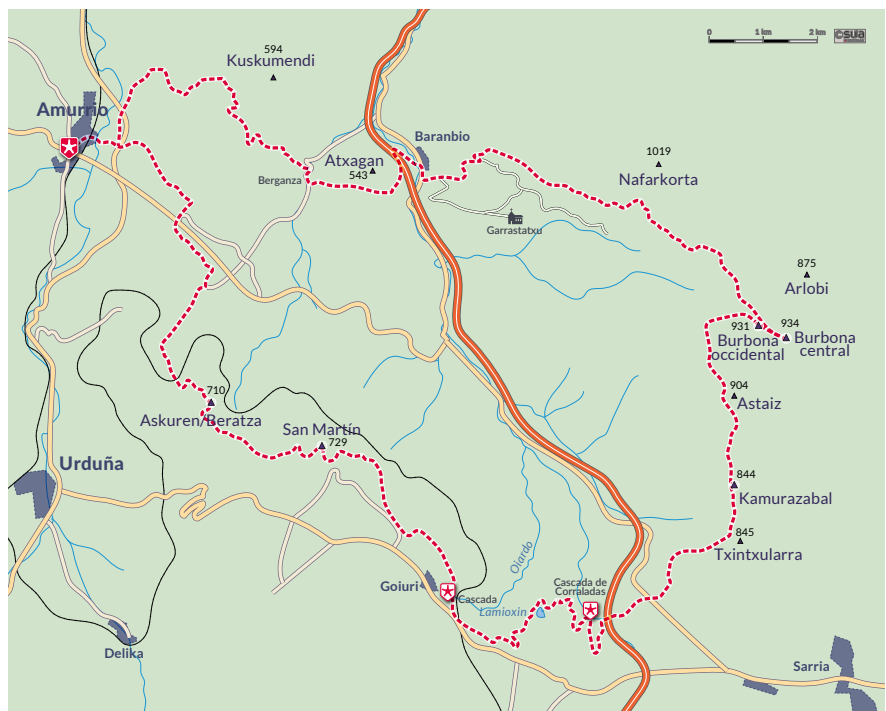 0 1 km 2 km
©SUA
594
Kuskumendi
Amurrio
Baranbio
Atxagan
543
Berganza
1019
Nafarkorta
Garrastatxu
875
Arlobi
931
934
Burbona
occidental
Burbona
central
904
Astaiz
710
Askuren/Beratza
San Martín
729
Urduña
844
Kamurazabal
845
Txintxularra
Oiardo
Goiuri
Cascada
Cascada de
Corraladas
Lamioxin
Delika
Sarria